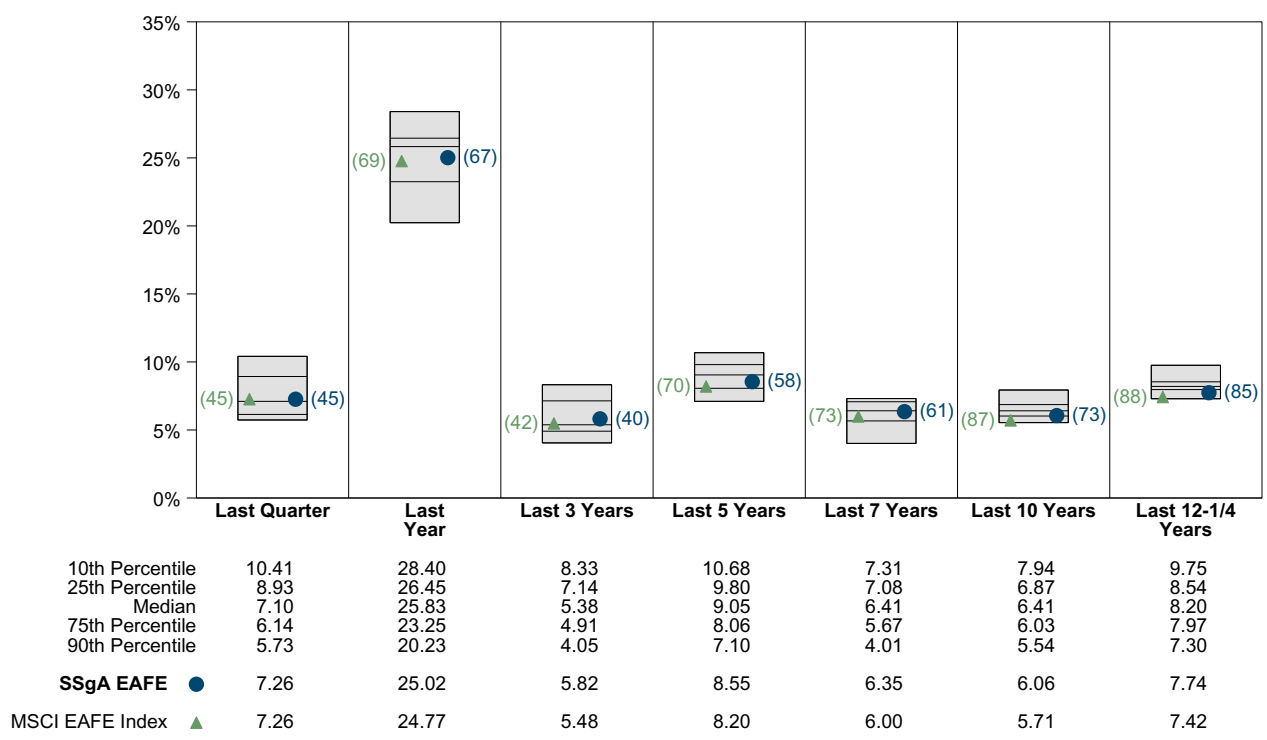 35%
30%
25%
20%
15%
10%
5%
0%
(45) (45)
(69) (67)
(42) (40)
(70) (58)
(73) (61)
(87) (73)
(88) (85)
Last Quarter Last Year Last 3 Years Last 5 Years Last 7 Years Last 10 Years Last 12-1/4 Years
10th Percentile 10.41 28.40 8.33 10.68 7.31 7.94 9.75
25th Percentile 8.93 26.45 7.14 9.80 7.08 6.87 8.54
Median 7.10 25.83 5.38 9.05 6.41 6.41 8.20
75th Percentile 6.14 23.25 4.91 8.06 5.67 6.03 7.97
90th Percentile 5.73 20.23 4.05 7.10 4.01 5.54 7.30
SSgA EAFE 7.26 25.02 5.82 8.55 6.35 6.06 7.74
MSCI EAFE Index 7.26 24.77 5.48 8.20 6.00 5.71 7.42